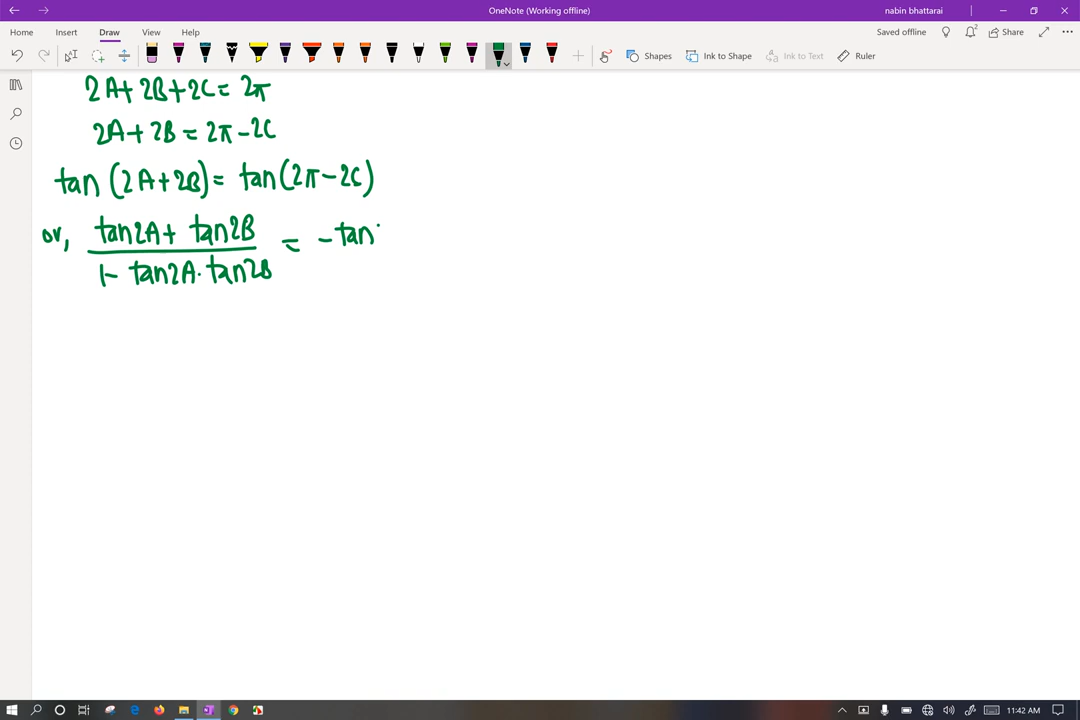 OneNote (Working offline)
nabin bhattarai
Home Insert Draw View Help
Saved offline
Share
Shapes
Ink to Shape
Ink to Text
Ruler
2A+2B+2C=2π
2A+2B=2π-2C
tan(2A+2B)=tan(2π-2C)
or, \frac{tan2A+tan2B}{1-tan2A·tan2B} = -tan
11:42 AM